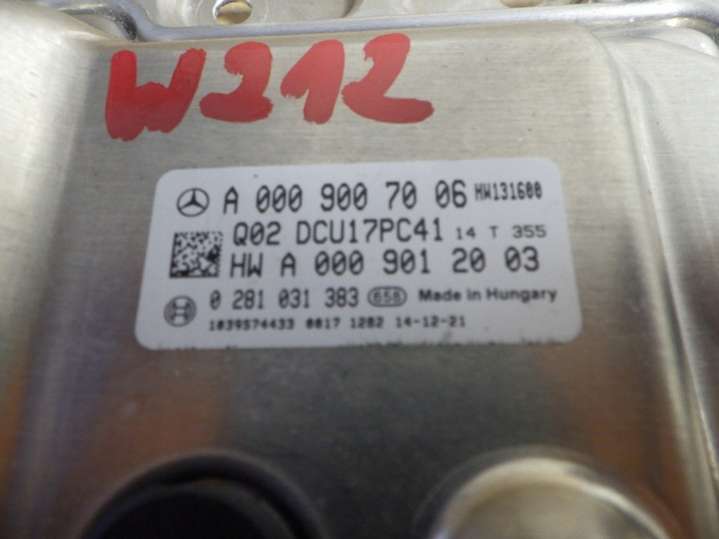 W212
A 000 900 70 06 HW131600
Q02 DCU17PC41 14 T 355
HW A 000 901 20 03
0 281 031 383 658 Made in Hungary
1039S74433 0017 1282 14-12-21